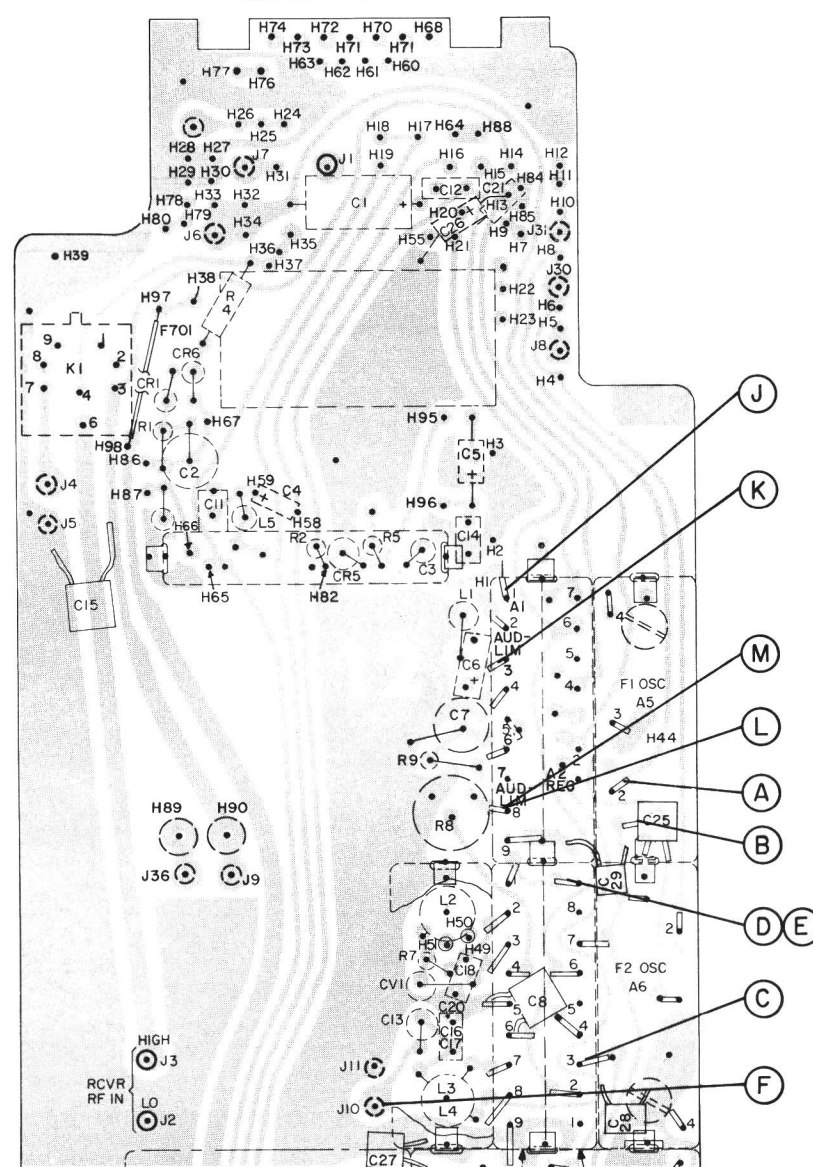 H74 H72 H70 H68
H73 H71 H71
H63 H62 H61 H60
H77 H76
H26 H24
H25
H18 H17 H64 H88
H28 H27
J7 J1
H19 H16 H15 H14 H12
H29 H30 H31
H11
H84
H78 H33 H32
C1 + C12 C21
H13 H10
H79 H34
H20 + C26
H85
H80
J6
H35 H55 H21 H9 H7 J31
H36
H37
H8
H39
J30
H38
R4
H22
H97
H6
F701
H23 H5
9 1
8 2
K1
CR6
J8
7 4 3
CR1
H4
6
R1 H67
H95
J
H98
H86
C2
C5
+
H3
J4
H87
H59 + C4
K
J5
C11
L5 H58
H96
C14
H66
R2 R5
H2
CR5 C3
H65 H82
H1
C15
L1
1 7
A1
4
2 6
AUD-
LIM
C6
+
3 5
M
F1 OSC
A5
4 4
C7
5
3
L
6
H44
R9
2
7 A2
REG
AUD-
LIM
A
2
8
H89 H90
R8
C25
B
9
J36 J9
C29
L2
2 8
D E
H50
2
H51
H49
3 7
R7
C18
4 6
F2 OSC
A6
CV1
C8
C20
5 5
C
C13 C16
6 4
C17
HIGH
J3
J11
7 3
RCVR
RF IN
L3
8 2
F
LO
J10
L4
C28
J2
9 1
4
C27